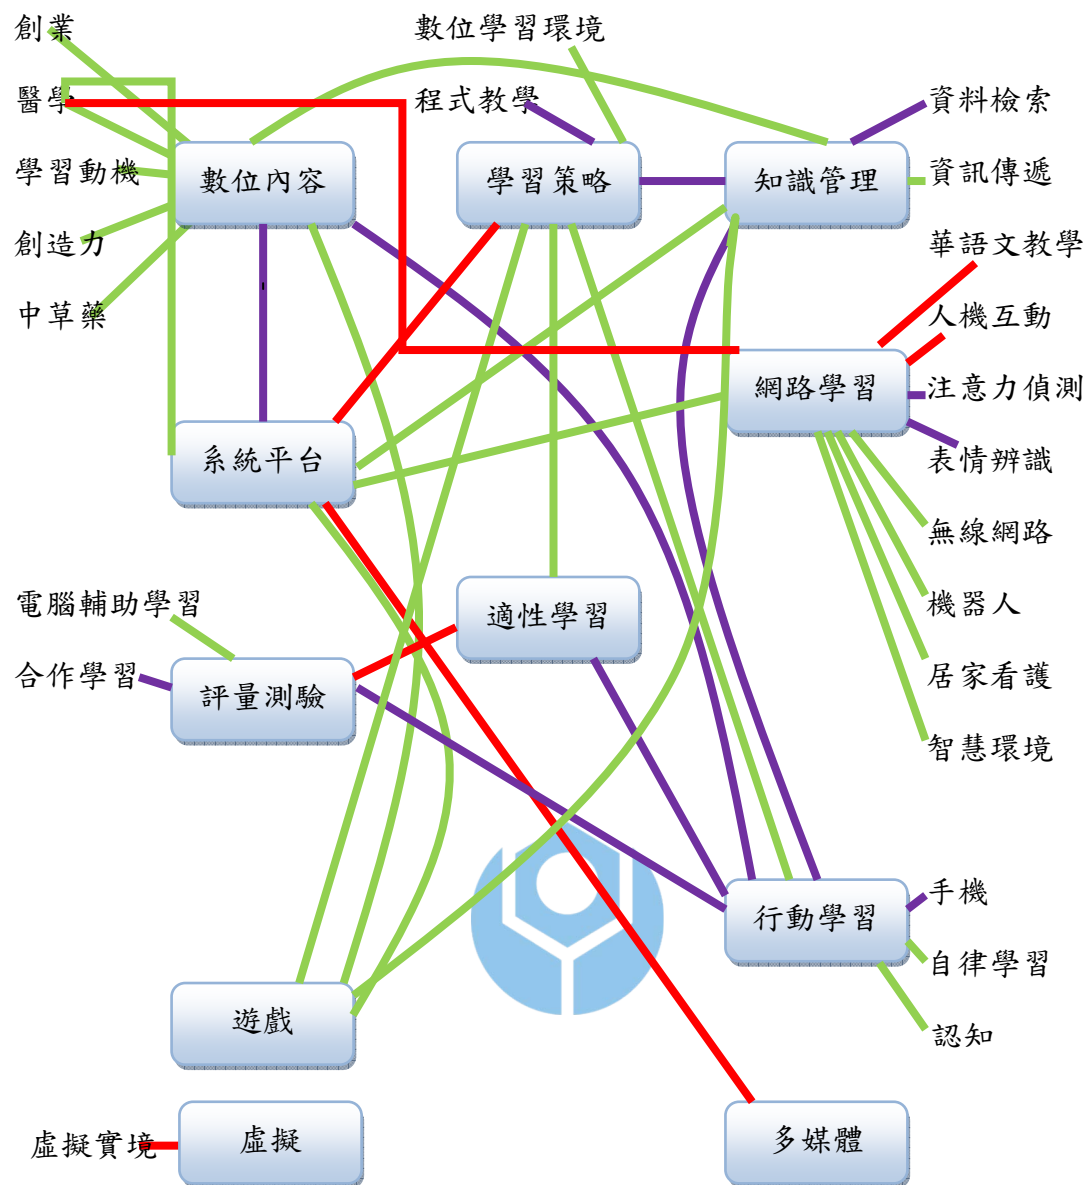 創業
數位學習環境
醫學
程式教學
資料檢索
學習動機
數位內容
學習策略
知識管理
資訊傳遞
創造力
華語文教學
中草藥
人機互動
網路學習
注意力偵測
系統平台
表情辨識
無線網路
電腦輔助學習
適性學習
機器人
合作學習
評量測驗
居家看護
智慧環境
手機
行動學習
自律學習
遊戲
認知
虛擬實境
虛擬
多媒體